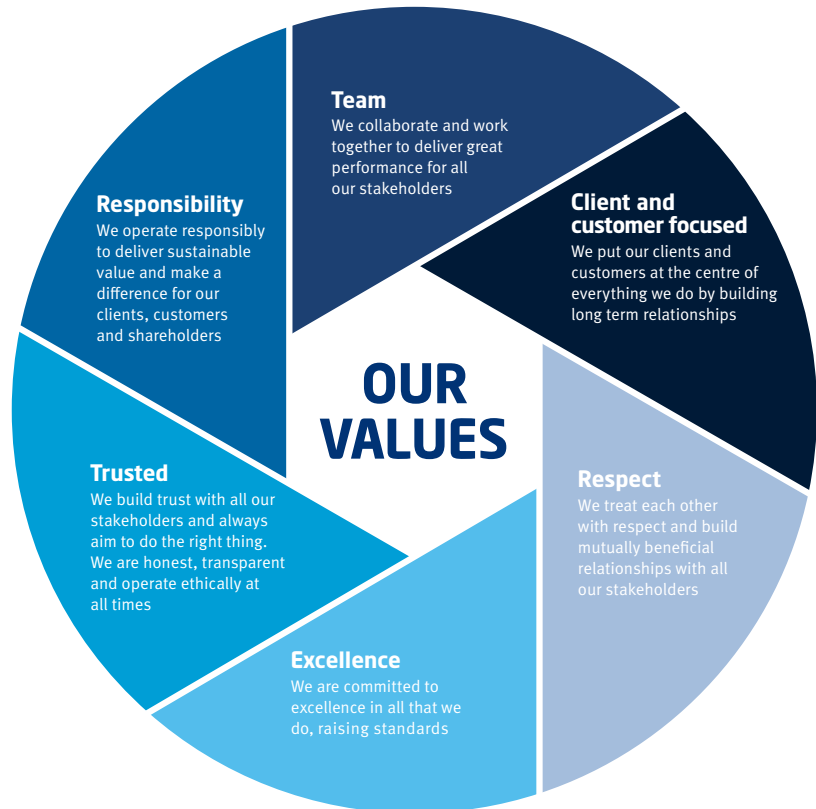 Team
We collaborate and work
together to deliver great
performance for all
our stakeholders
Client and
customer focused
We put our clients and
customers at the centre of
everything we do by building
long term relationships
Respect
We treat each other
with respect and build
mutually beneficial
relationships with all
our stakeholders
Excellence
We are committed to
excellence in all that we
do, raising standards
Trusted
We build trust with all our
stakeholders and always
aim to do the right thing.
We are honest, transparent
and operate ethically at
all times
Responsibility
We operate responsibly
to deliver sustainable
value and make a
difference for our
clients, customers
and shareholders
OUR
VALUES